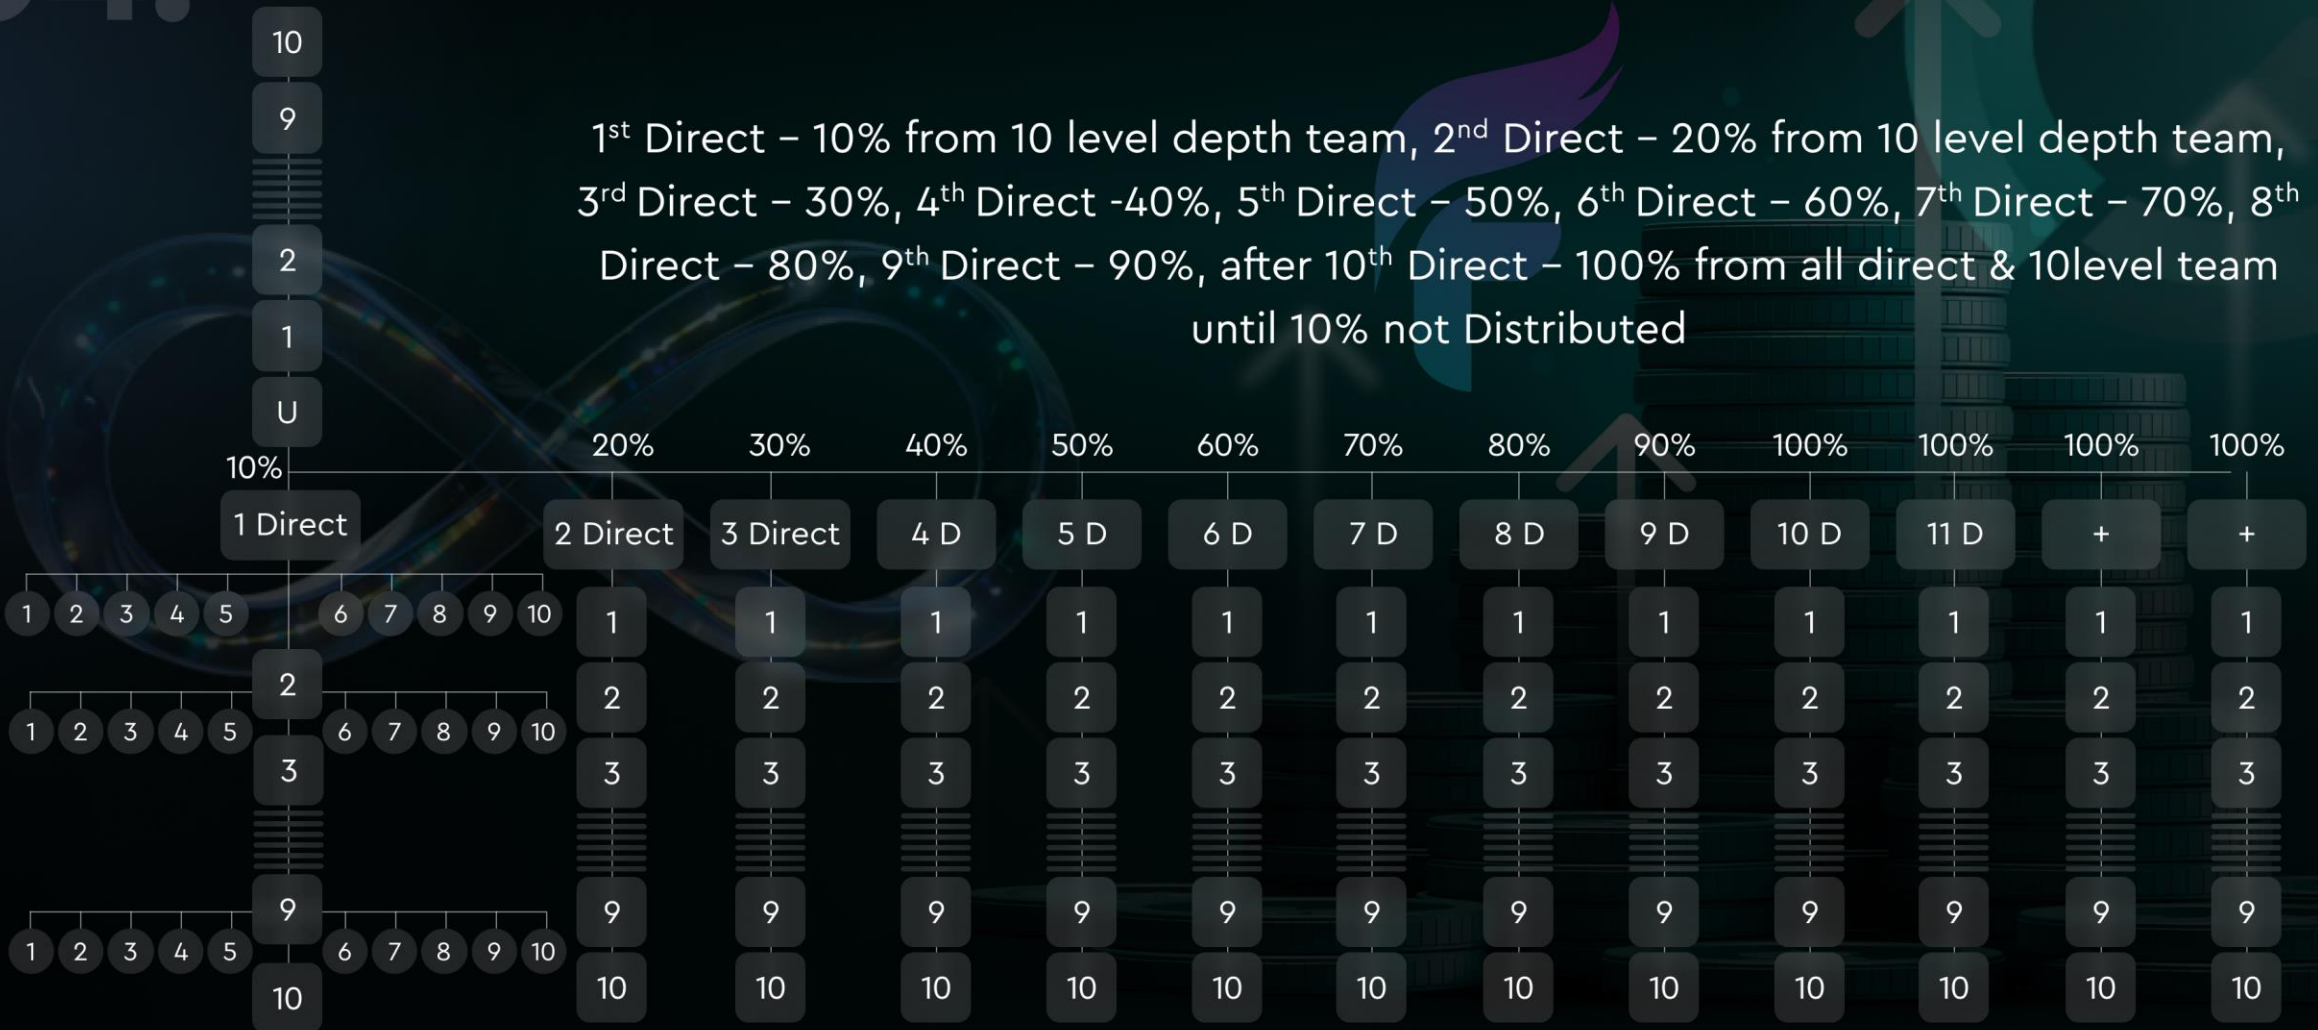 10
9
1st Direct – 10% from 10 level depth team, 2nd Direct – 20% from 10 level depth team,
3rd Direct – 30%, 4th Direct -40%, 5th Direct – 50%, 6th Direct – 60%, 7th Direct – 70%, 8th
Direct – 80%, 9th Direct – 90%, after 10th Direct – 100% from all direct & 10level team
until 10% not Distributed
2
1
U
10% 20% 30% 40% 50% 60% 70% 80% 90% 100% 100% 100% 100%
1 Direct 2 Direct 3 Direct 4 D 5 D 6 D 7 D 8 D 9 D 10 D 11 D + +
1 2 3 4 5 6 7 8 9 10 1 1 1 1 1 1 1 1 1 1 1 1
2 2 2 2 2 2 2 2 2 2 2 2 2
1 2 3 4 5 6 7 8 9 10
3 3 3 3 3 3 3 3 3 3 3 3 3
9 9 9 9 9 9 9 9 9 9 9 9 9
1 2 3 4 5 6 7 8 9 10
10 10 10 10 10 10 10 10 10 10 10 10 10